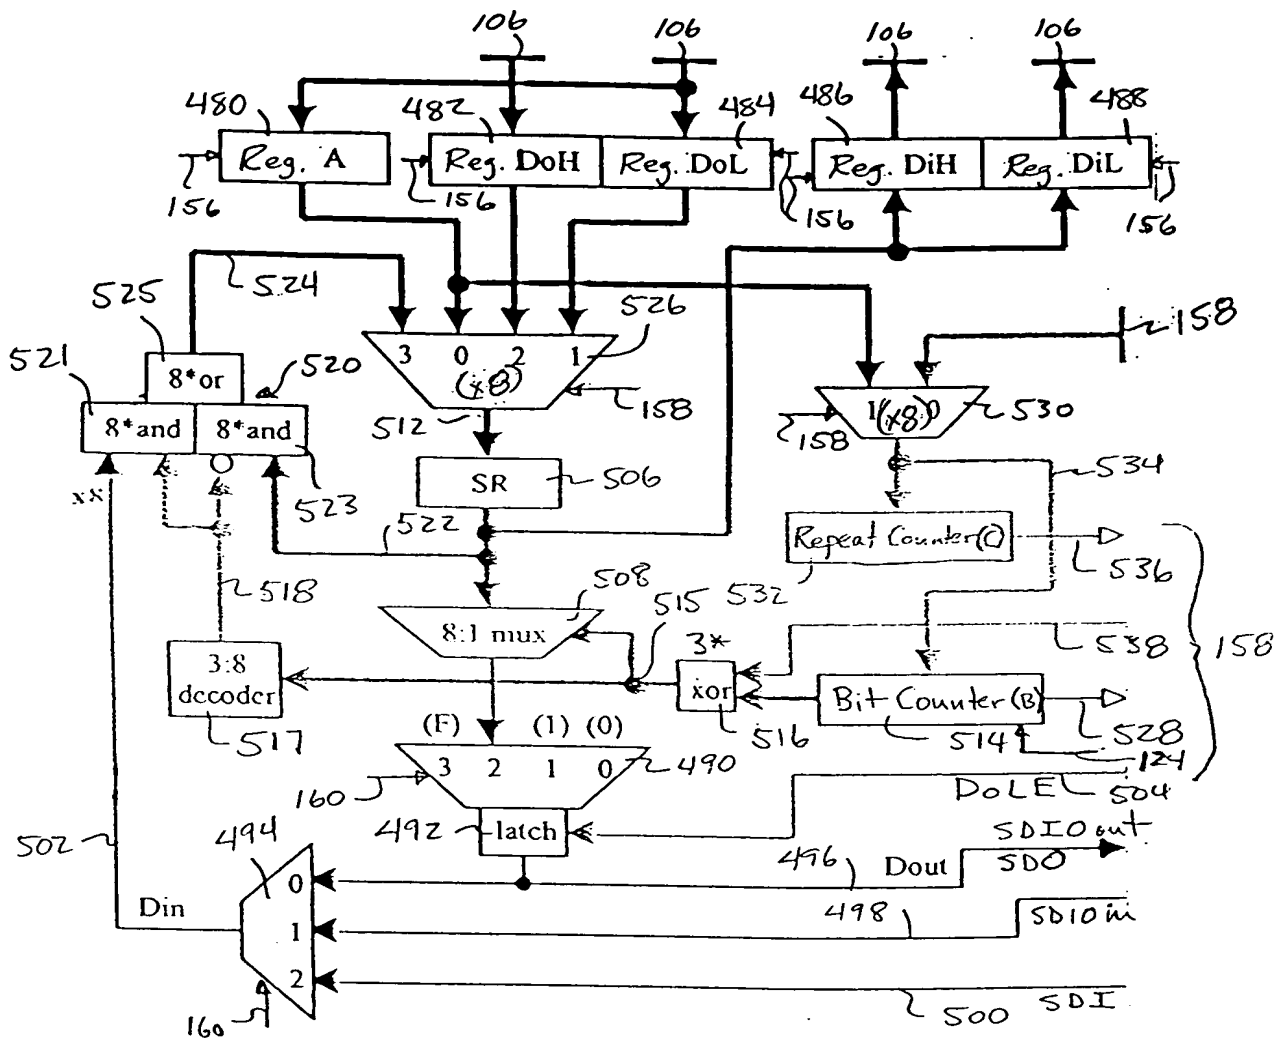 106 106 106 106
480 482 484 486 488
Reg. A Reg. DoH Reg. DoL Reg. DiH Reg. DiL
156 156 156 156
524
525 526 158
521 520
8*or 3 0 2 1
(x8)
8*and 8*and 512 158 1(x8)0 530
158
x8 523 SR 506 534
522 Repeat Counter(C)
518 508 515 532 536
8:1 mux 3* 538 158
3:8
decoder xor Bit Counter(B)
517 (F) (1) (0) 516 514 528
3 2 1 0 490 124
160 DOLE 504
492 latch SDIO out
502 494 496 Dout SDO
0
Din 498 SDIO in
1
2
160 500 SDI